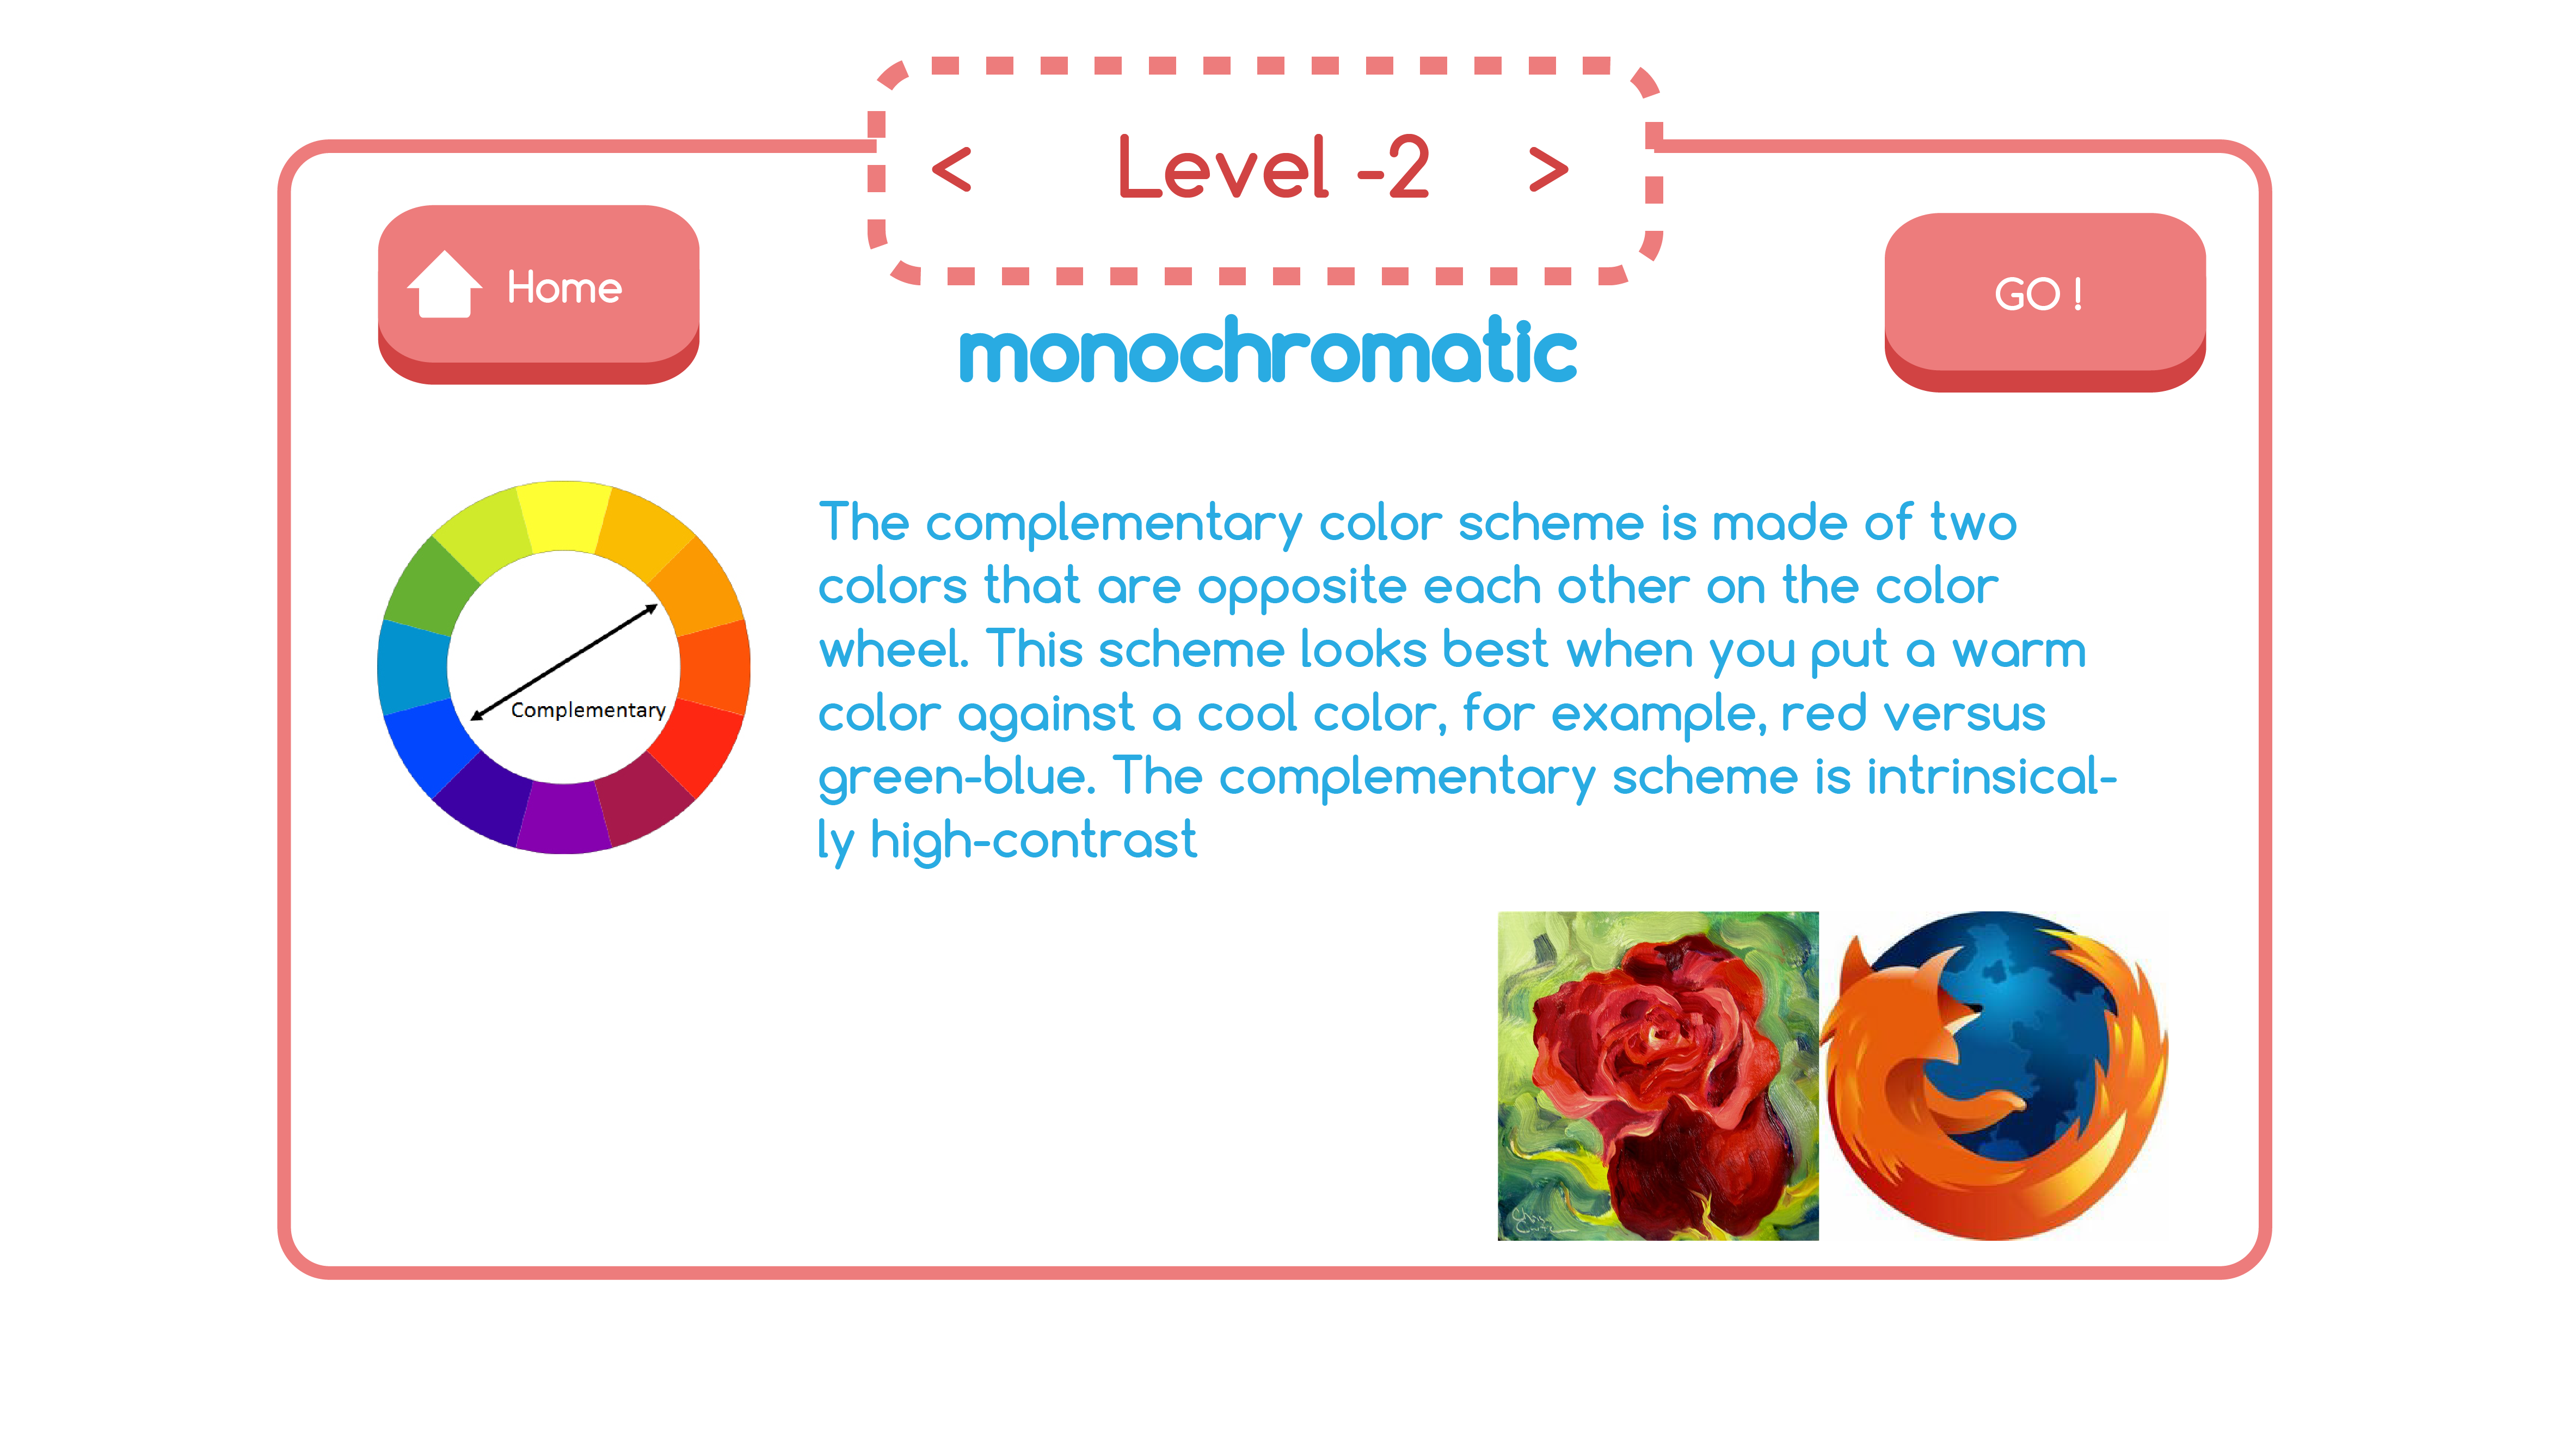 < Level -2 >
Home
GO !
monochromatic
Complementary
The complementary color scheme is made of two
colors that are opposite each other on the color
wheel. This scheme looks best when you put a warm
color against a cool color, for example, red versus
green-blue. The complementary scheme is intrinsical-
ly high-contrast